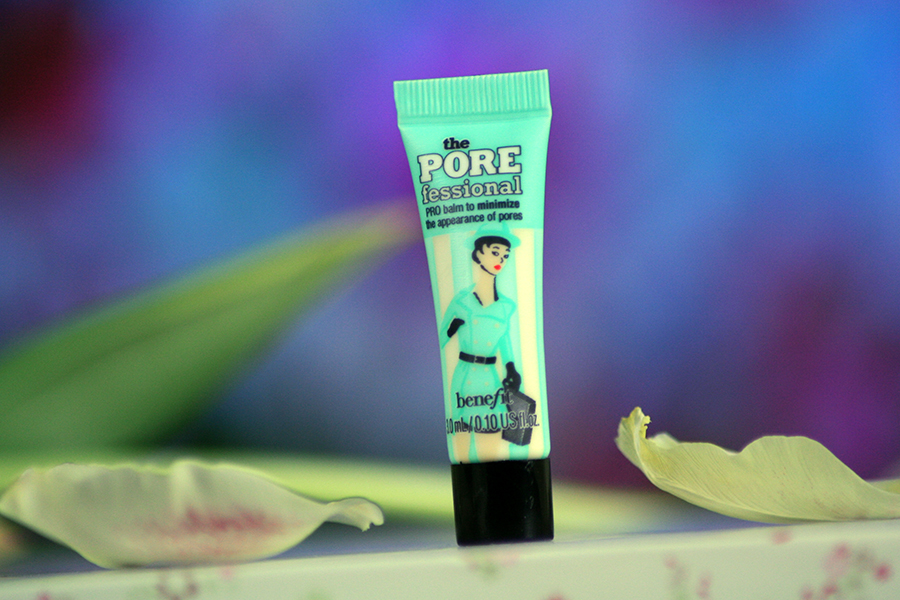 the
PORE
fessional
PRO balm to minimize
the appearance of pores
benefit
3.0 mL / 0.10 US fl.oz